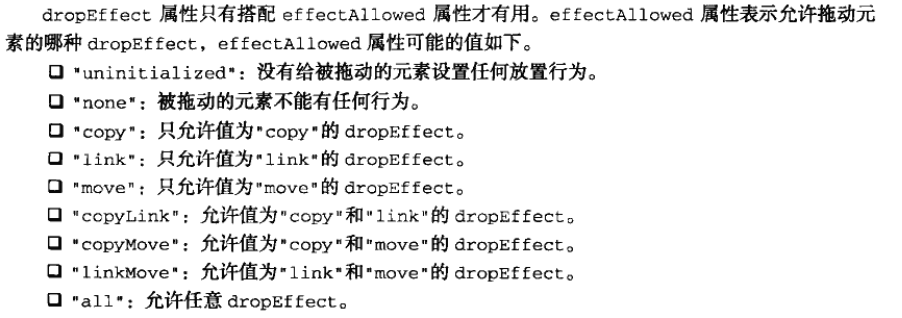 dropEffect 属性只有搭配 effectAllowed 属性才有用。effectAllowed 属性表示允许拖动元
素的哪种 dropEffect，effectAllowed 属性可能的值如下。
❑ "uninitialized"：没有给被拖动的元素设置任何放置行为。
❑ "none"：被拖动的元素不能有任何行为。
❑ "copy"：只允许值为"copy"的 dropEffect。
❑ "link"：只允许值为"link"的 dropEffect。
❑ "move"：只允许值为"move"的 dropEffect。
❑ "copyLink"：允许值为"copy"和"link"的 dropEffect。
❑ "copyMove"：允许值为"copy"和"move"的 dropEffect。
❑ "linkMove"：允许值为"link"和"move"的 dropEffect。
❑ "all"：允许任意 dropEffect。